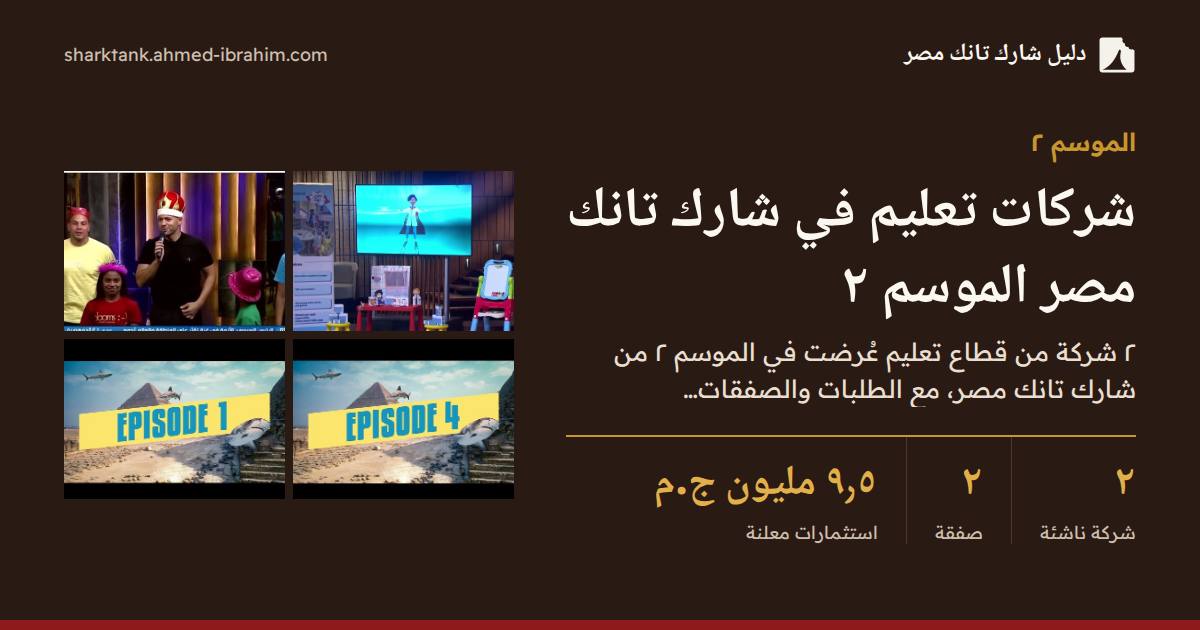 دليل شارك تانك مصر
sharktank.ahmed-ibrahim.com
الموسم ٢
شركات تعليم في شارك تانك
مصر الموسم ٢
٢ شركة من قطاع تعليم عُرضت في الموسم ٢ من
شارك تانك مصر، مع الطلبات والصفقات...
٢
شركة ناشئة
٢
صفقة
٩٫٥ مليون ج.م
استثمارات معلنة
EPISODE 4
EPISODE 1